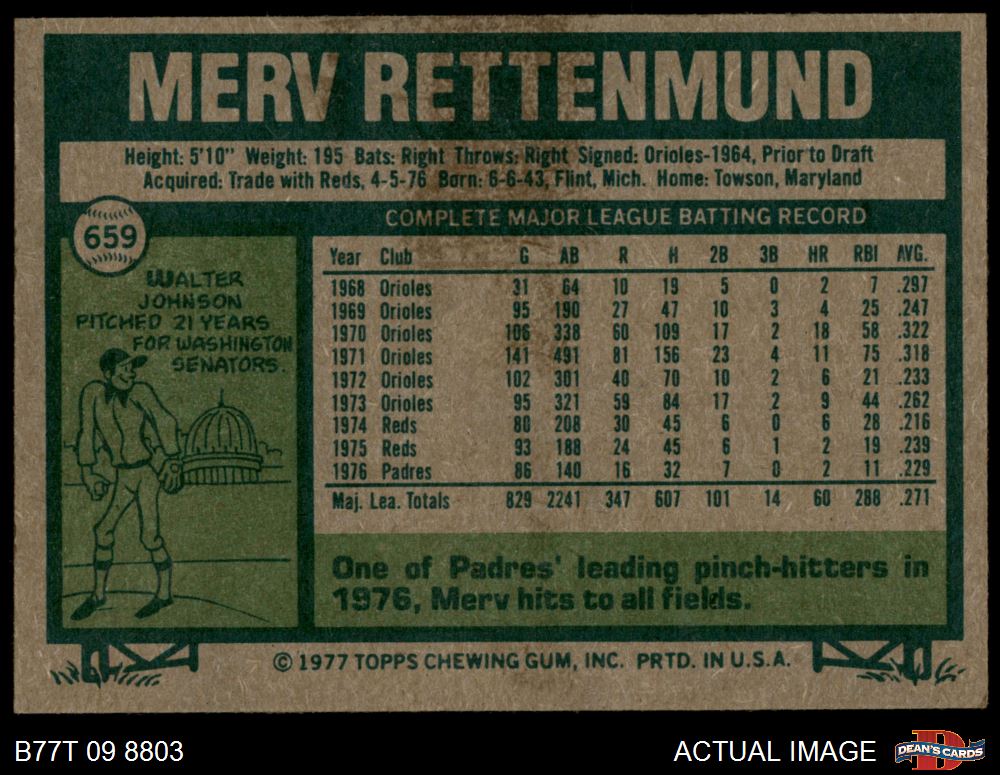 MERV RETTENMUND
Height: 5'10" Weight: 195 Bats: Right Throws: Right Signed: Orioles-1964, Prior to Draft
Acquired: Trade with Reds, 4-5-76 Born: 6-6-43, Flint, Mich. Home: Towson, Maryland
659
WALTER
JOHNSON
PITCHED 21 YEARS
FOR WASHINGTON
SENATORS.
COMPLETE MAJOR LEAGUE BATTING RECORD
Year Club G AB R H 2B 3B HR RBI AVG.
1968 Orioles 31 64 10 19 5 0 2 7 .297
1969 Orioles 95 190 27 47 10 3 4 25 .247
1970 Orioles 106 338 60 109 17 2 18 58 .322
1971 Orioles 141 491 81 156 23 4 11 75 .318
1972 Orioles 102 301 40 70 10 2 6 21 .233
1973 Orioles 95 321 59 84 17 2 9 44 .262
1974 Reds 80 208 30 45 6 0 6 28 .216
1975 Reds 93 188 24 45 6 1 2 19 .239
1976 Padres 86 140 16 32 7 0 2 11 .229
Maj. Lea. Totals 829 2241 347 607 101 14 60 288 .271
One of Padres' leading pinch-hitters in
1976, Merv hits to all fields.
© 1977 TOPPS CHEWING GUM, INC. PRTD. IN U.S.A.
B77T 09 8803
ACTUAL IMAGE
DEAN'S CARDS